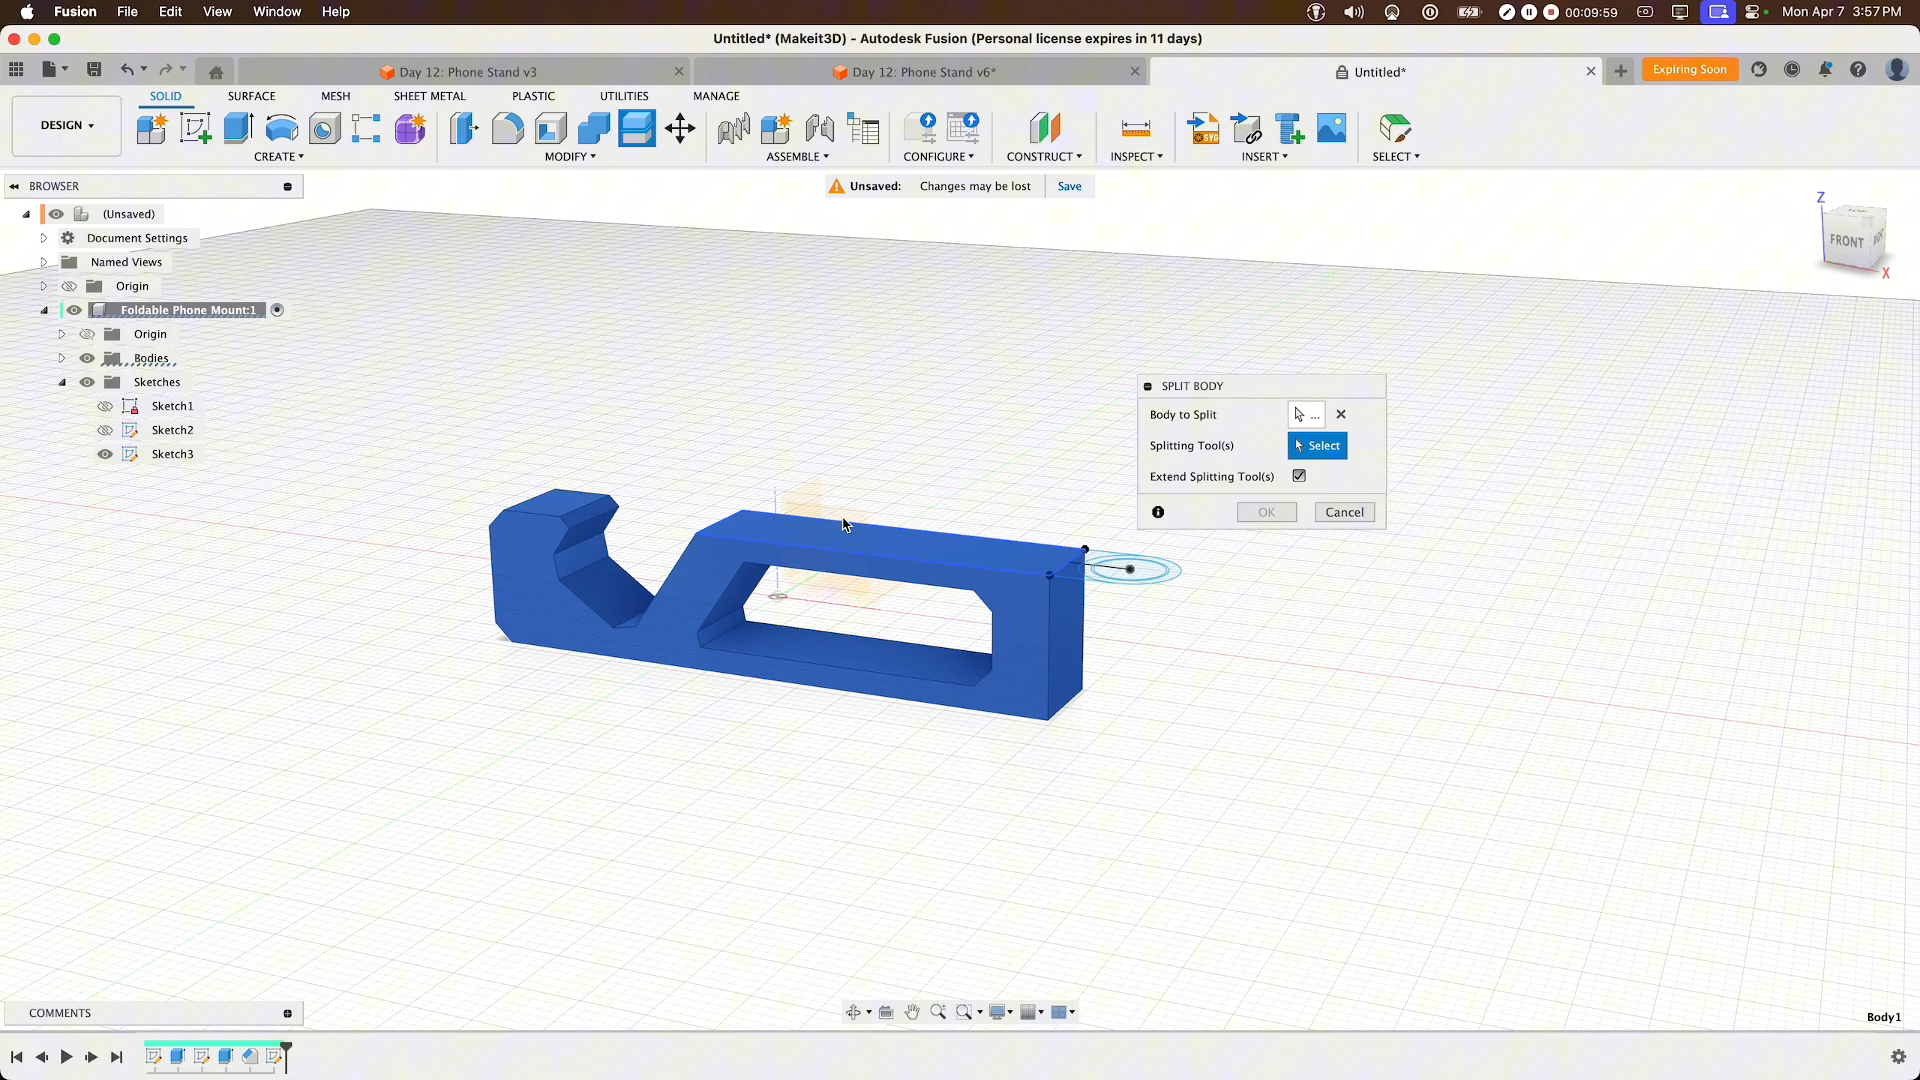 Fusion File Edit View Window Help 00:09:59 Mon Apr 7 3:57 PM
Untitled* (Makeit3D) - Autodesk Fusion (Personal license expires in 11 days)
Day 12: Phone Stand v3 Day 12: Phone Stand v6* Untitled* Expiring Soon
DESIGN
SOLID SURFACE MESH SHEET METAL PLASTIC UTILITIES MANAGE
CREATE MODIFY ASSEMBLE CONFIGURE CONSTRUCT INSPECT INSERT SELECT
SVG
BROWSER
Unsaved: Changes may be lost Save
(Unsaved)
Document Settings
Named Views
Origin
Foldable Phone Mount:1
Origin
Bodies
Sketches
Sketch1
Sketch2
Sketch3
Z
TOP
FRONT
X
SPLIT BODY
Body to Split ...
Splitting Tool(s) Select
Extend Splitting Tool(s)
OK Cancel
COMMENTS
Body1